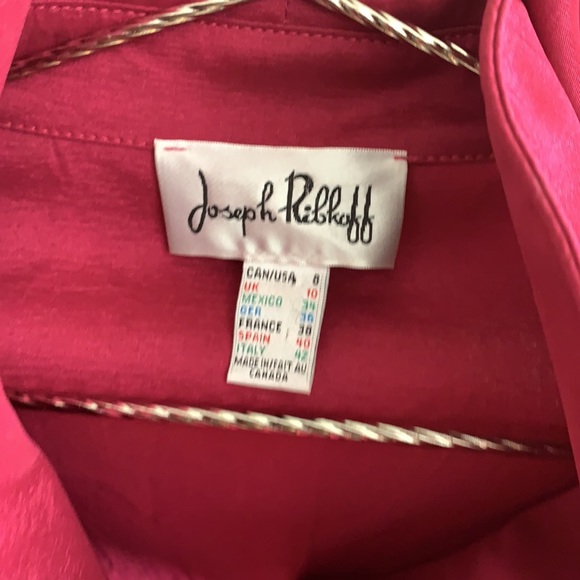 Joseph Ribkoff
CAN/USA 8
UK 10
MEXICO 34
GER 36
FRANCE 38
SPAIN 40
ITALY 42
MADE IN/FAIT AU
CANADA